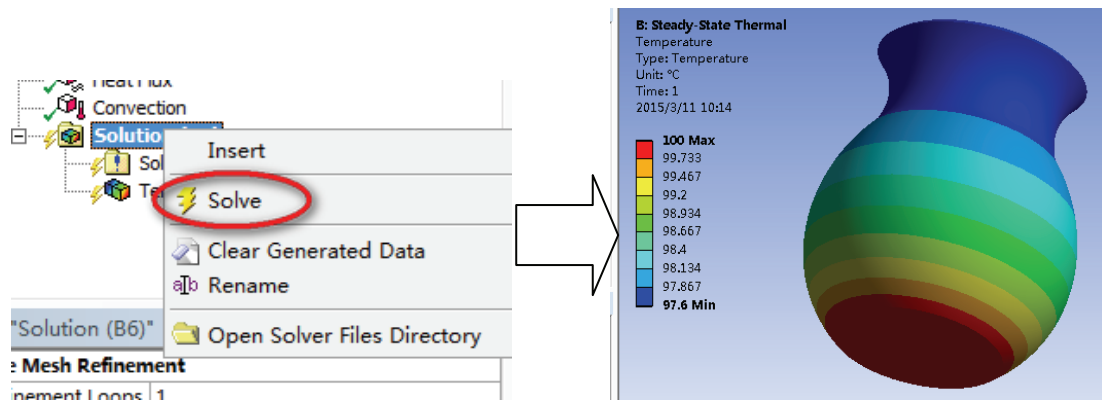 Convection
Insert
Solve
Clear Generated Data
Rename
Open Solver Files Directory
"Solution (B6)"
Mesh Refinement
Loops 1
B: Steady-State Thermal
Temperature
Type: Temperature
Unit: °C
Time: 1
2015/3/11 10:14
100 Max
99.733
99.467
99.2
98.934
98.667
98.4
98.134
97.867
97.6 Min